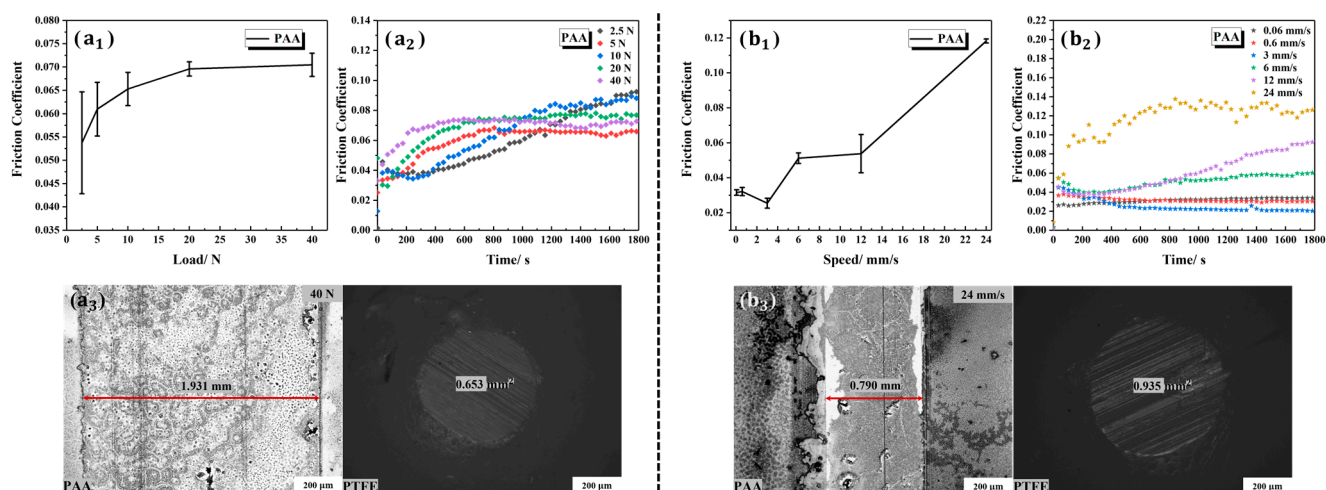 (a₁)
PAA
Friction Coefficient
0.080
0.075
0.070
0.065
0.060
0.055
0.050
0.045
0.040
0.035
0 5 10 15 20 25 30 35 40
Load/ N
(a₂)
PAA
2.5 N
5 N
10 N
20 N
40 N
Friction Coefficient
0.14
0.12
0.10
0.08
0.06
0.04
0.02
0.00
0 200 400 600 800 1000 1200 1400 1600 1800
Time/ s
(b₁)
PAA
Friction Coefficient
0.12
0.10
0.08
0.06
0.04
0.02
0 2 4 6 8 10 12 14 16 18 20 22 24
Speed/ mm/s
(b₂)
PAA
0.06 mm/s
0.6 mm/s
3 mm/s
6 mm/s
12 mm/s
24 mm/s
Friction Coefficient
0.22
0.20
0.18
0.16
0.14
0.12
0.10
0.08
0.06
0.04
0.02
0.00
0 200 400 600 800 1000 1200 1400 1600 1800
Time/ s
(a₃)
40 N
1.931 mm
PAA
200 μm
0.653 mm²
PTFE
200 μm
(b₃)
24 mm/s
0.790 mm
PAA
200 μm
0.935 mm²
PTFE
200 μm